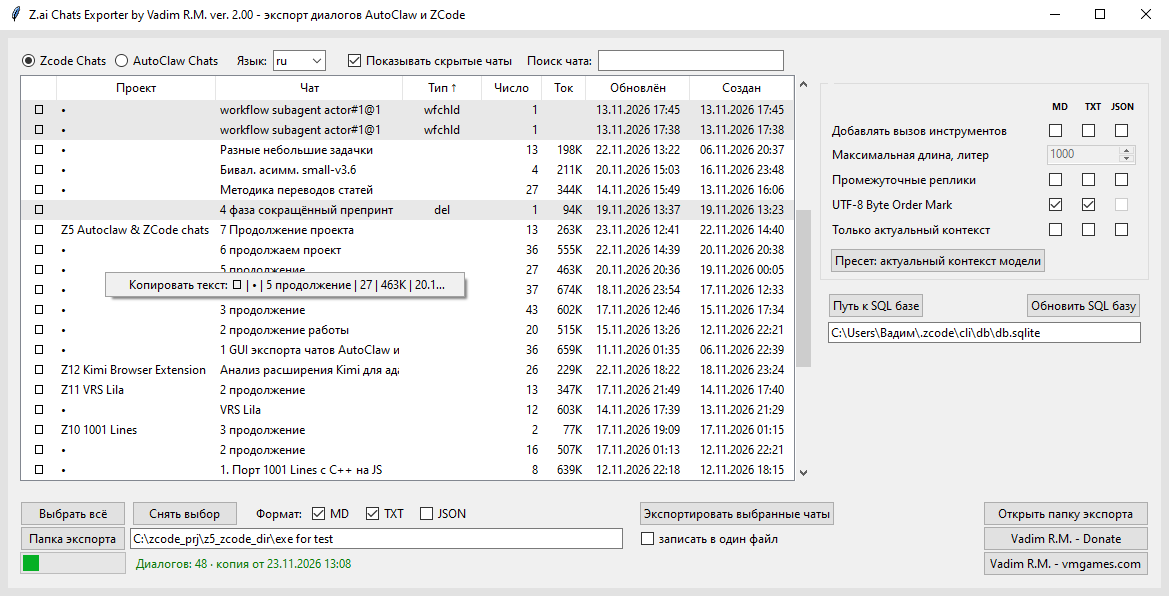 Z.ai Chats Exporter by Vadim R.M. ver. 2.00 - экспорт диалогов AutoClaw и ZCode
Zcode Chats AutoClaw Chats Язык: ru Показывать скрытые чаты Поиск чата:
Проект Чат Тип ↑ Число Ток Обновлён Создан
• workflow subagent actor#1@1 wfchld 1 13.11.2026 17:45 13.11.2026 17:45
• workflow subagent actor#1@1 wfchld 1 13.11.2026 17:38 13.11.2026 17:38
• Разные небольшие задачки 13 198K 22.11.2026 13:22 06.11.2026 20:37
• Бивал. асимм. small-v3.6 4 211K 20.11.2026 15:03 16.11.2026 23:48
• Методика переводов статей 27 344K 14.11.2026 15:49 13.11.2026 16:06
4 фаза сокращённый препринт del 1 94K 19.11.2026 13:37 19.11.2026 13:23
Z5 Autoclaw & ZCode chats 7 Продолжение проекта 13 263K 23.11.2026 12:41 22.11.2026 14:40
• 6 продолжаем проект 36 555K 22.11.2026 14:39 20.11.2026 20:38
• 5 продолжение 27 463K 20.11.2026 20:36 19.11.2026 00:05
Копировать текст: ☐ | • | 5 продолжение | 27 | 463K | 20.1...
• 37 674K 18.11.2026 23:54 17.11.2026 12:33
• 3 продолжение 43 602K 17.11.2026 12:46 15.11.2026 17:34
• 2 продолжение работы 20 515K 15.11.2026 13:26 12.11.2026 22:21
• 1 GUI экспорта чатов AutoClaw и 36 659K 11.11.2026 01:35 06.11.2026 22:39
Z12 Kimi Browser Extension Анализ расширения Kimi для ада 26 229K 22.11.2026 18:22 18.11.2026 23:24
Z11 VRS Lila 2 продолжение 13 347K 17.11.2026 21:49 14.11.2026 17:40
• VRS Lila 12 603K 14.11.2026 17:39 13.11.2026 21:29
Z10 1001 Lines 3 продолжение 2 77K 17.11.2026 19:09 17.11.2026 01:15
• 2 продолжение 16 507K 17.11.2026 01:13 12.11.2026 22:21
• 1. Порт 1001 Lines с C++ на JS 8 639K 12.11.2026 22:18 12.11.2026 18:15
MD TXT JSON
Добавлять вызов инструментов
Максимальная длина, литер 1000
Промежуточные реплики
UTF-8 Byte Order Mark
Только актуальный контекст
Пресет: актуальный контекст модели
Путь к SQL базе Обновить SQL базу
C:\Users\Вадим\.zcode\cli\db\db.sqlite
Выбрать всё Снять выбор Формат: MD TXT JSON Экспортировать выбранные чаты Открыть папку экспорта
Папка экспорта C:\zcode_prj\z5_zcode_dir\exe for test записать в один файл Vadim R.M. - Donate
Диалогов: 48 · копия от 23.11.2026 13:08 Vadim R.M. - vmgames.com